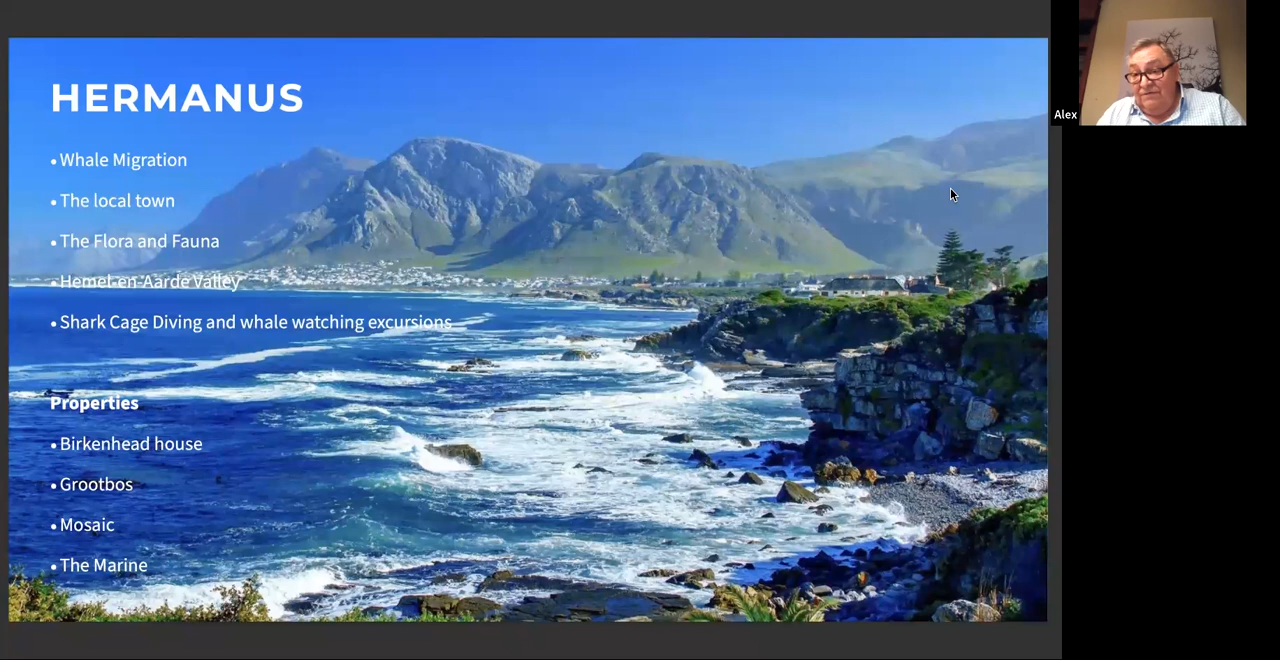 HERMANUS
• Whale Migration
• The local town
• The Flora and Fauna
• Hemel-en-Aarde Valley
• Shark Cage Diving and whale watching excursions
Properties
• Birkenhead house
• Grootbos
• Mosaic
• The Marine
Alex